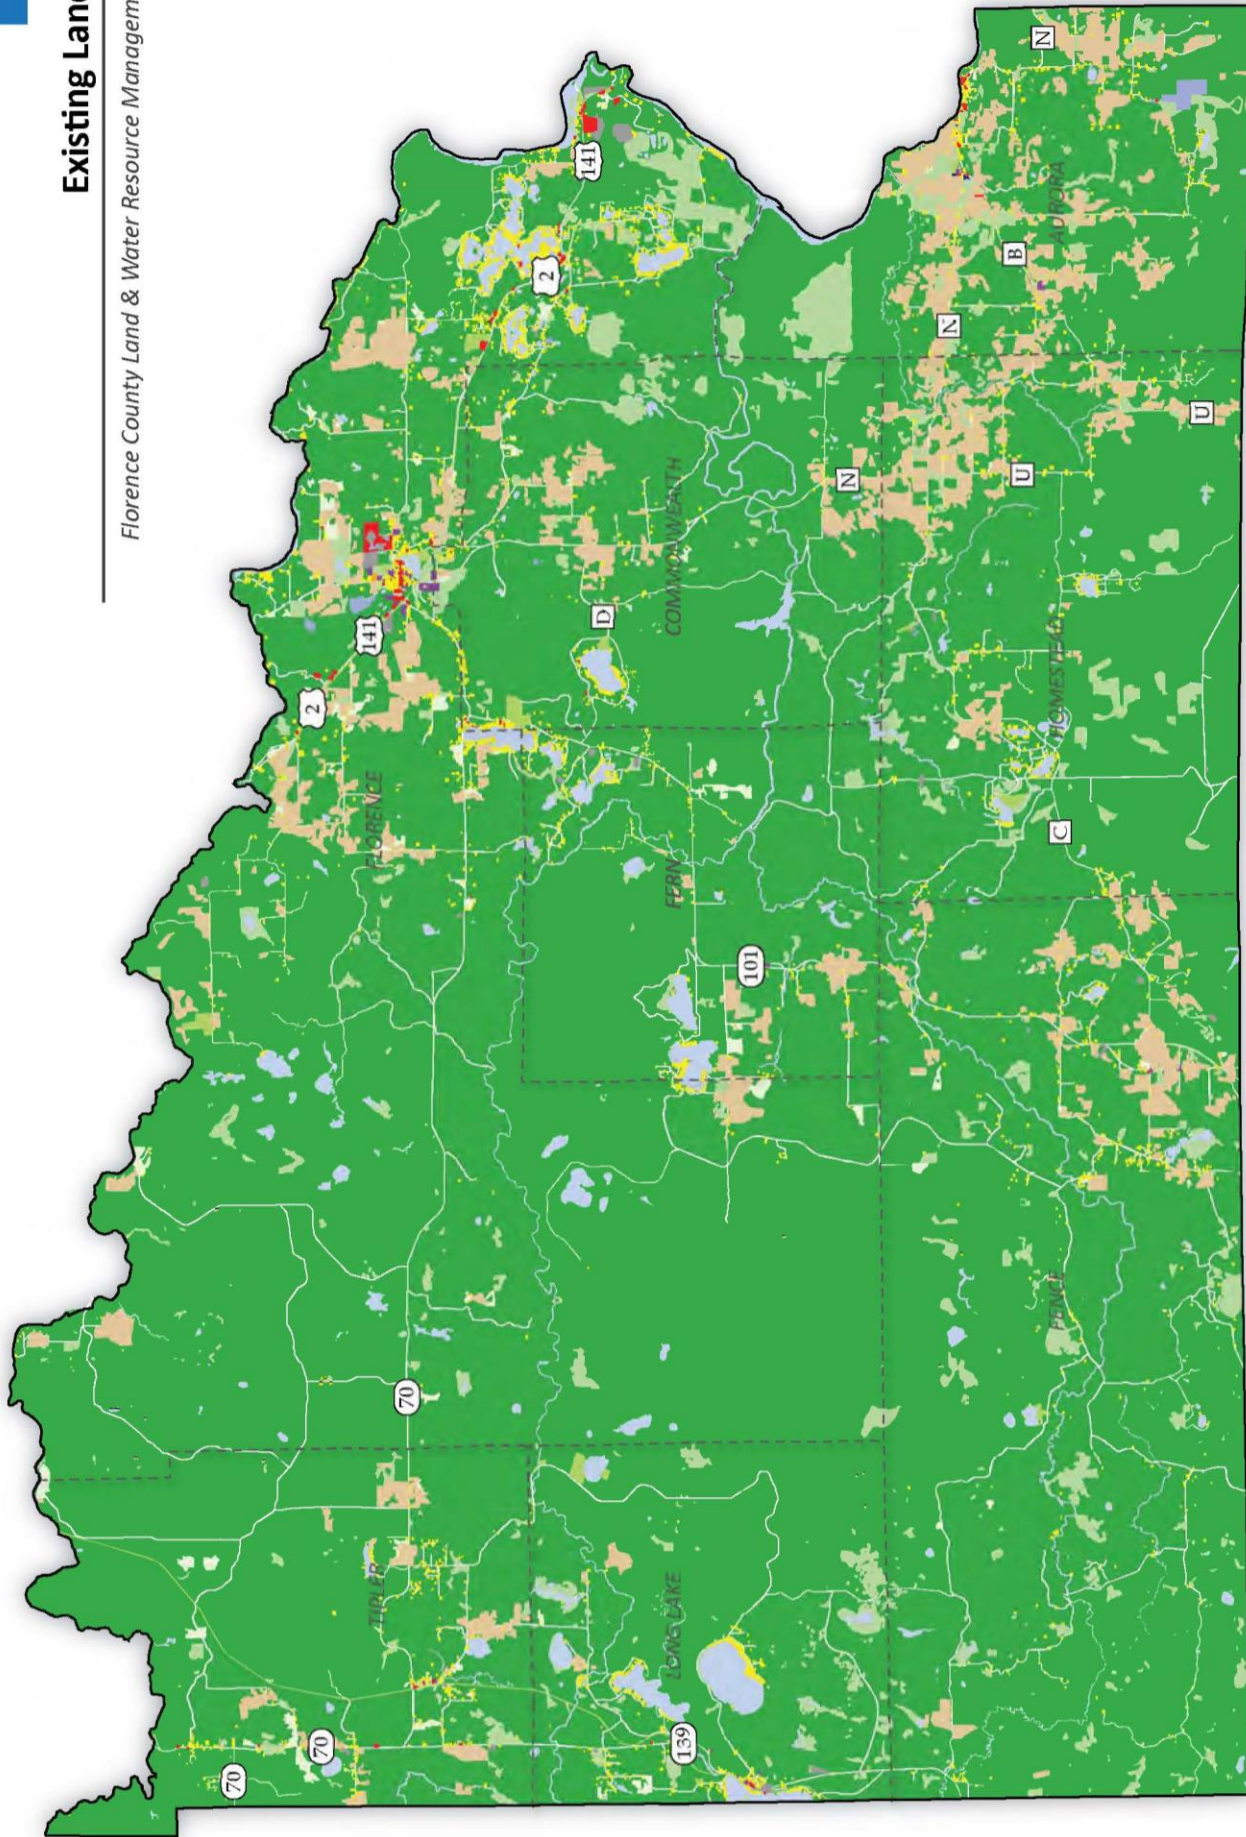 Existing Lan
Florence County Land & Water Resource Managem
70
70
139
TIPLER
LONG LAKE
70
FENCE
101
FERN
FLORENCE
C
2
141
D
COMMONWEALTH
HOMESTEAD
N
U
U
2
N
B
AURORA
141
N